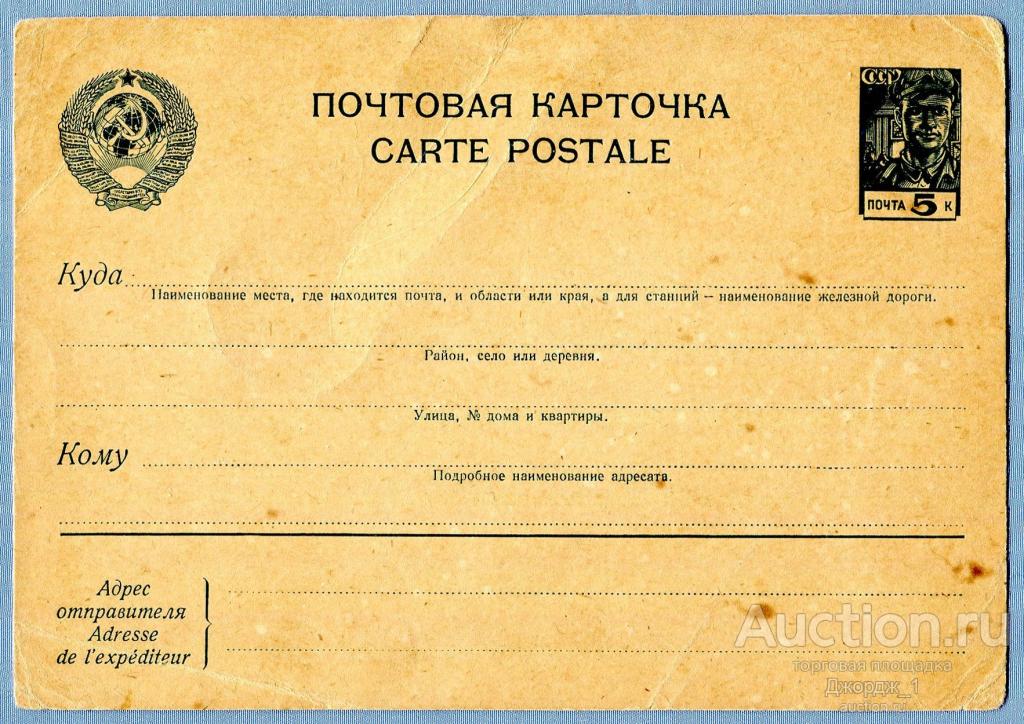 ПОЧТОВАЯ КАРТОЧКА
CARTE POSTALE
СССР
ПОЧТА 5 К
Куда
Наименование места, где находится почта, и области или края, а для станций – наименование железной дороги.
Район, село или деревня.
Улица, № дома и квартиры.
Кому
Подробное наименование адресата.
Адрес
отправителя
Adresse
de l'expéditeur
Auction.ru
торговая площадка
Джордж_1
auction.ru